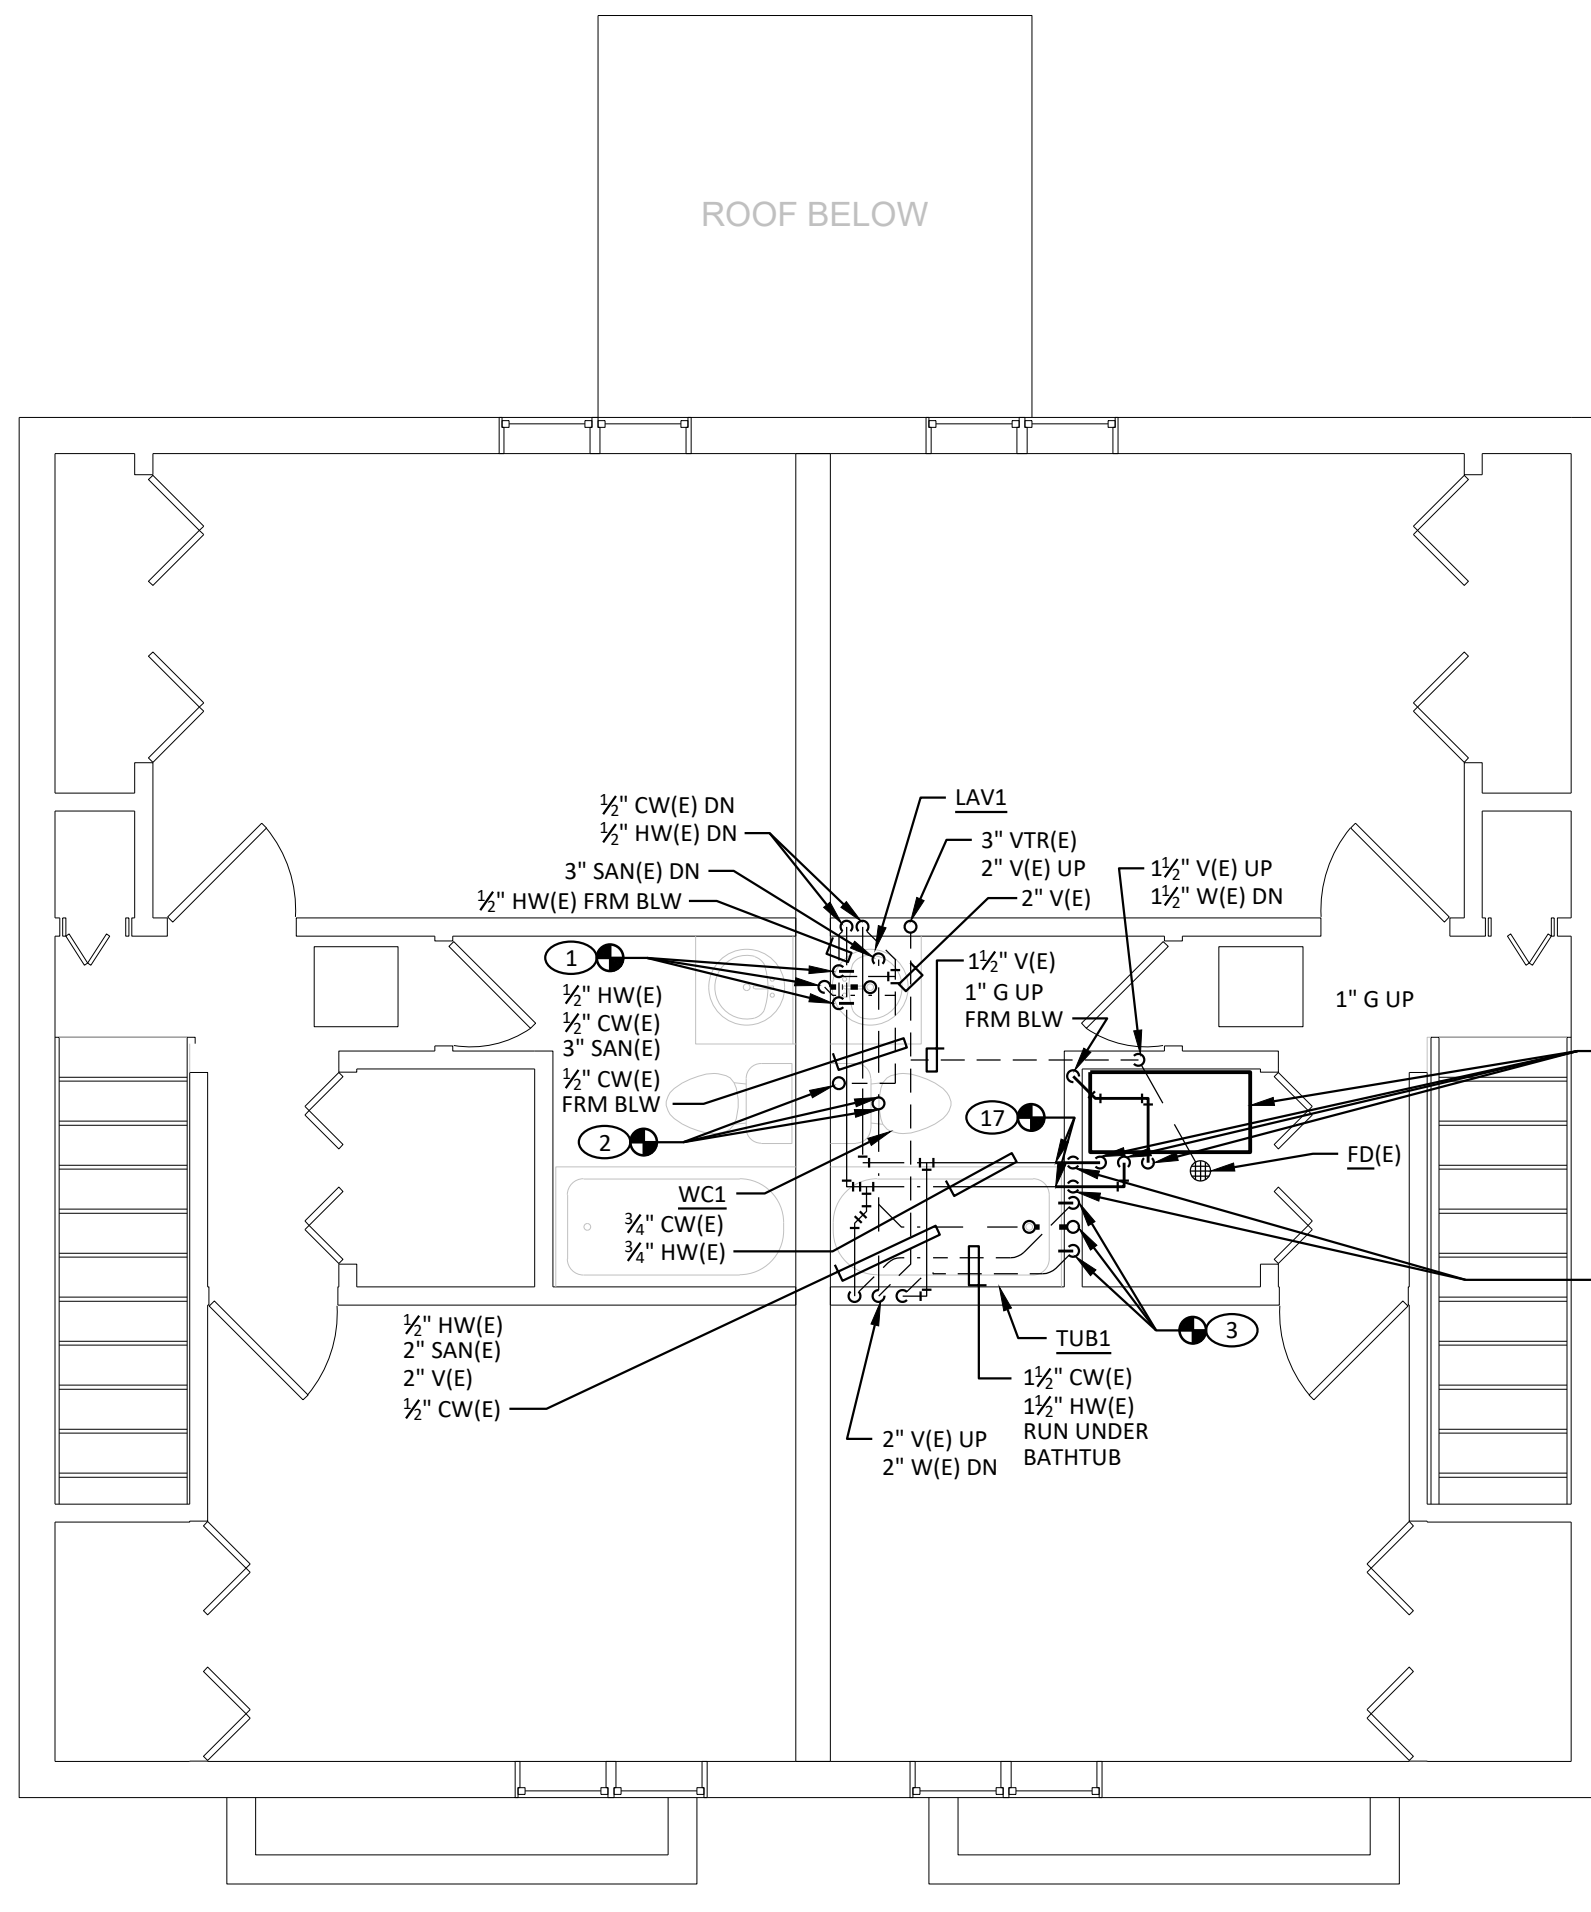 ROOF BELOW
½" CW(E) DN
½" HW(E) DN
3" SAN(E) DN
½" HW(E) FRM BLW
LAV1
3" VTR(E)
2" V(E) UP
2" V(E)
1½" V(E) UP
1½" W(E) DN
1
½" HW(E)
½" CW(E)
3" SAN(E)
½" CW(E)
FRM BLW
2
1½" V(E)
1" G UP
FRM BLW
1" G UP
17
FD(E)
WC1
¾" CW(E)
¾" HW(E)
½" HW(E)
2" SAN(E)
2" V(E)
½" CW(E)
3
TUB1
1½" CW(E)
1½" HW(E)
RUN UNDER
BATHTUB
2" V(E) UP
2" W(E) DN